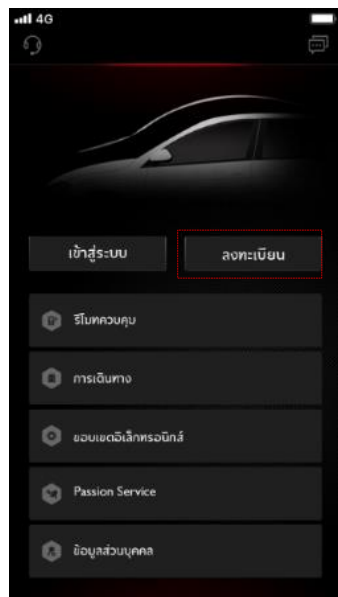 4G
เข้าสู่ระบบ
ลงทะเบียน
รีโมทควบคุม
การเดินทาง
ขอบเขตอิเล็กทรอนิกส์
Passion Service
ข้อมูลส่วนบุคคล